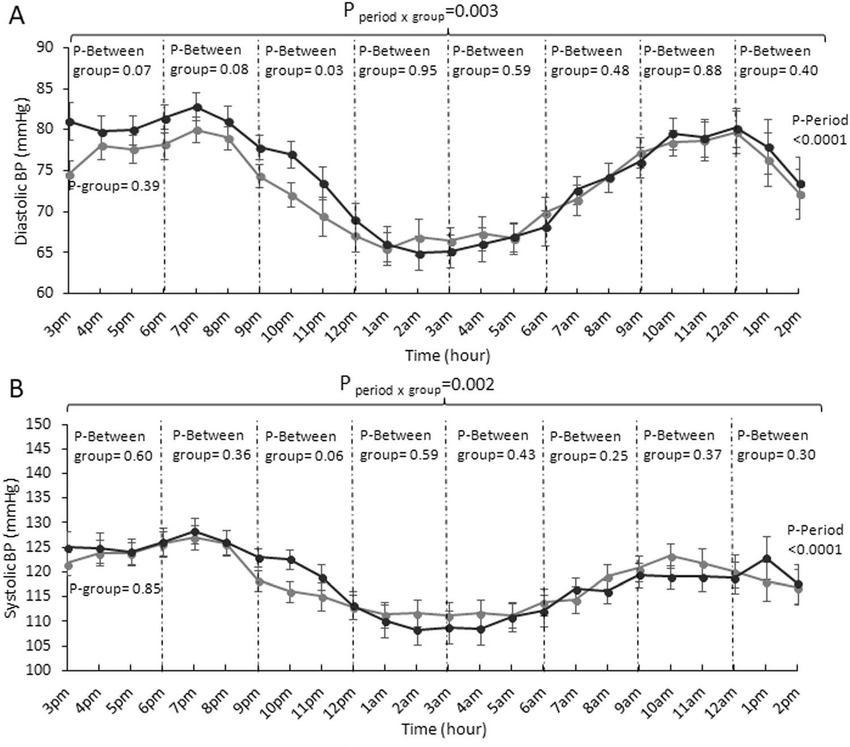 A
P period x group=0.003
P-Between group= 0.07
P-Between group= 0.08
P-Between group= 0.03
P-Between group= 0.95
P-Between group= 0.59
P-Between group= 0.48
P-Between group= 0.88
P-Between group= 0.40
P-Period <0.0001
P-group= 0.39
Diastolic BP (mmHg)
90
85
80
75
70
65
60
3pm 4pm 5pm 6pm 7pm 8pm 9pm 10pm 11pm 12pm 1am 2am 3am 4am 5am 6am 7am 8am 9am 10am 11am 12am 1pm 2pm
Time (hour)
B
P period x group=0.002
P-Between group= 0.60
P-Between group= 0.36
P-Between group= 0.06
P-Between group= 0.59
P-Between group= 0.43
P-Between group= 0.25
P-Between group= 0.37
P-Between group= 0.30
P-Period <0.0001
P-group= 0.85
Systolic BP (mmHg)
150
145
140
135
130
125
120
115
110
105
100
3pm 4pm 5pm 6pm 7pm 8pm 9pm 10pm 11pm 12pm 1am 2am 3am 4am 5am 6am 7am 8am 9am 10am 11am 12am 1pm 2pm
Time (hour)